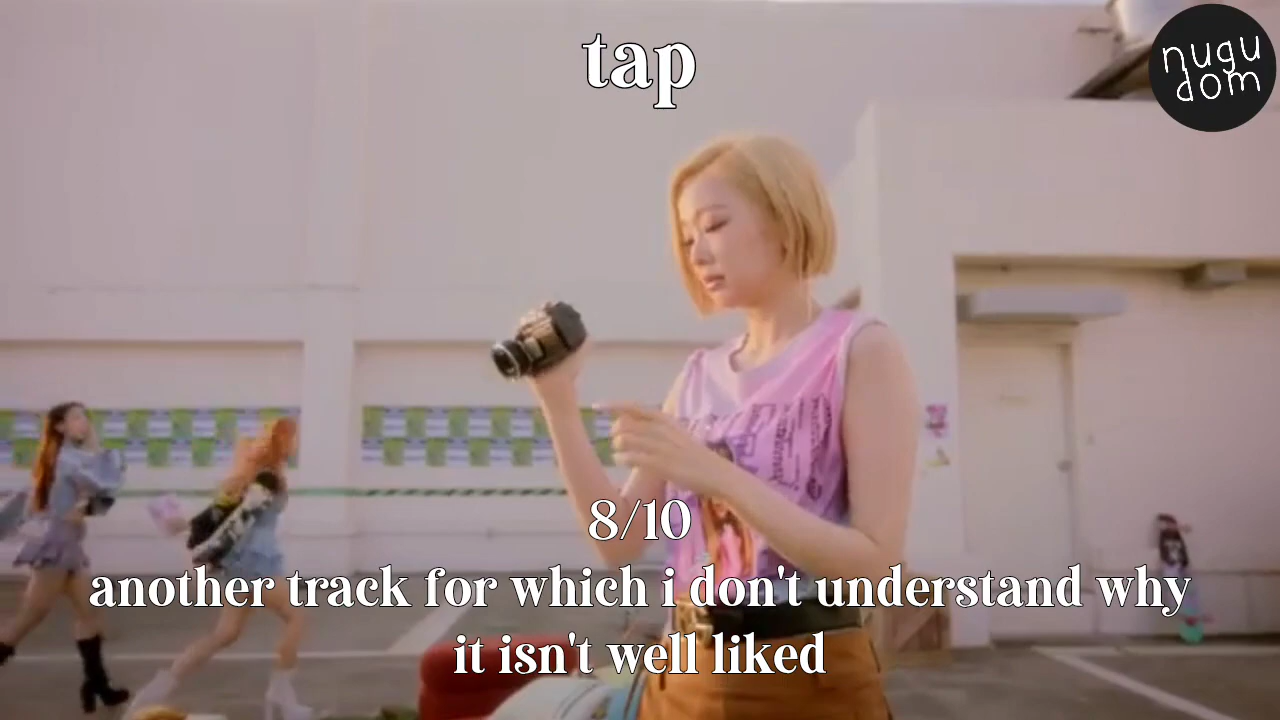 tap
nugu
dom
8/10
another track for which i don't understand why
it isn't well liked